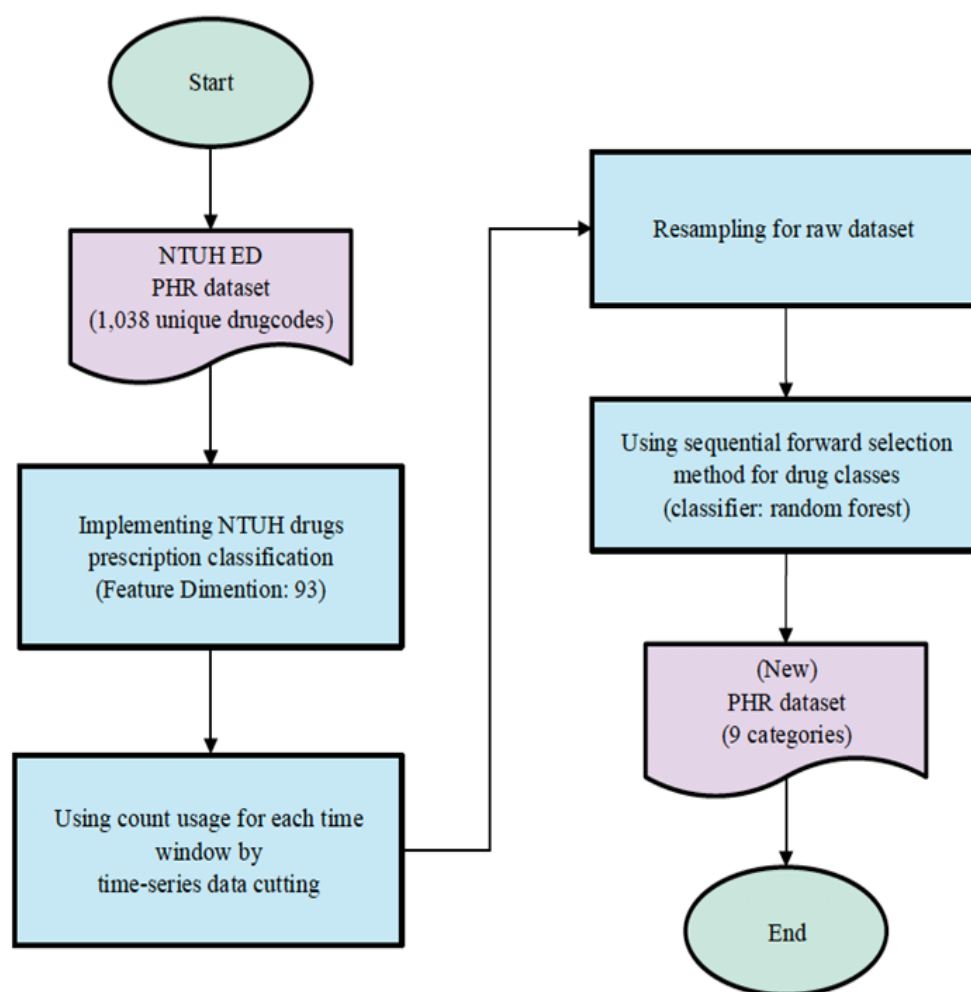 Start
NTUH ED
PHR dataset
(1,038 unique drugcodes)
Implementing NTUH drugs
prescription classification
(Feature Dimention: 93)
Using count usage for each time
window by
time-series data cutting
Resampling for raw dataset
Using sequential forward selection
method for drug classes
(classifier: random forest)
(New)
PHR dataset
(9 categories)
End